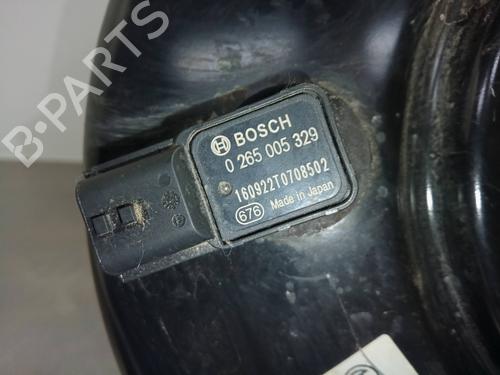 B-PARTS
BOSCH
0 265 005 329
160922T0708502
676 Made in Japan